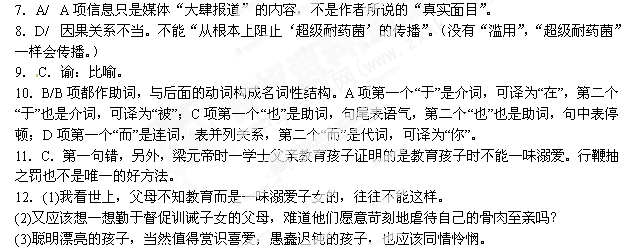 7．A/  A 项信息只是媒体“大肆报道”的内容，不是作者所说的“真实面目”。
8．D/  因果关系不当。不能“从根本上阻止‘超级耐药菌’的传播”。（没有“滥用”，“超级耐药菌”
一样会传播。）
9．C．谕：比喻。
10．B/B 项都作助词，与后面的动词构成名词性结构。A 项第一个“于”是介词，可译为“在”，第二个
“于”也是介词，可译为“被”；C 项第一个“也”是助词，句尾表语气，第二个“也”也是助词，句中表停
顿；D 项第一个“而”是连词，表并列关系，第二个“而”是代词，可译为“你”。
11．C．第一句错，另外，梁元帝时一学士父亲教育孩子证明的是教育孩子时不能一味溺爱。行鞭抽
之罚也不是唯一的好方法。
12．(1)我看世上，父母不知教育而是一味溺爱子女的，往往不能这样。
(2)又应该想一想勤于督促训诫子女的父母，难道他们愿意苛刻地虐待自己的骨肉至亲吗？
(3)聪明漂亮的孩子，当然值得赏识喜爱，愚蠢迟钝的孩子，也应该同情怜悯。